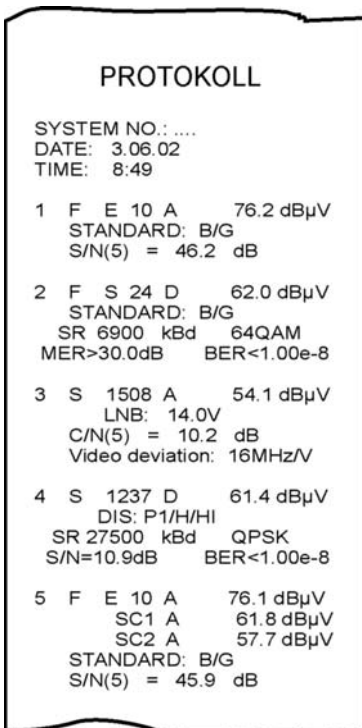 PROTOKOLL
SYSTEM NO.: ....
DATE: 3.06.02
TIME: 8:49
1 F E 10 A 76.2 dBµV
STANDARD: B/G
S/N(5) = 46.2 dB
2 F S 24 D 62.0 dBµV
STANDARD: B/G
SR 6900 kBd 64QAM
MER>30.0dB BER<1.00e-8
3 S 1508 A 54.1 dBµV
LNB: 14.0V
C/N(5) = 10.2 dB
Video deviation: 16MHz/V
4 S 1237 D 61.4 dBµV
DIS: P1/H/HI
SR 27500 kBd QPSK
S/N=10.9dB BER<1.00e-8
5 F E 10 A 76.1 dBµV
SC1 A 61.8 dBµV
SC2 A 57.7 dBµV
STANDARD: B/G
S/N(5) = 45.9 dB